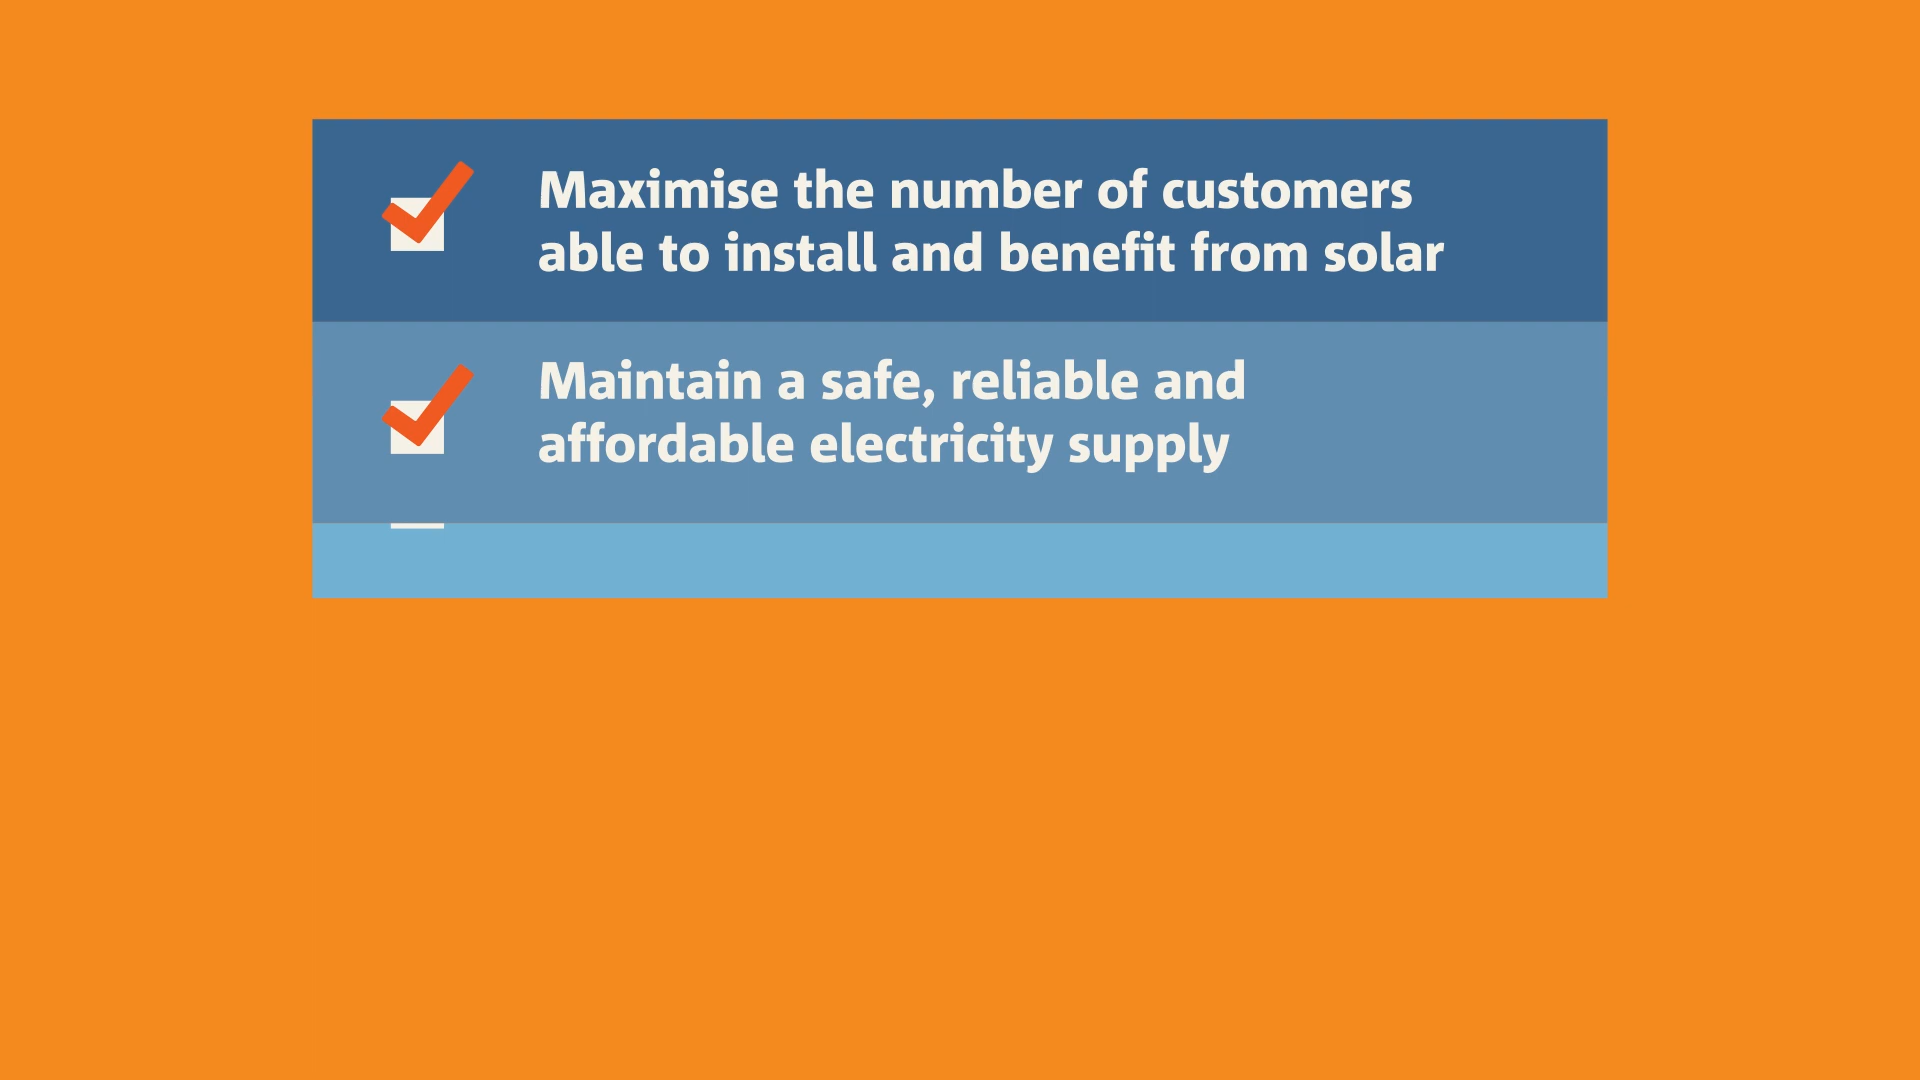 Maximise the number of customers
able to install and benefit from solar
Maintain a safe, reliable and
affordable electricity supply